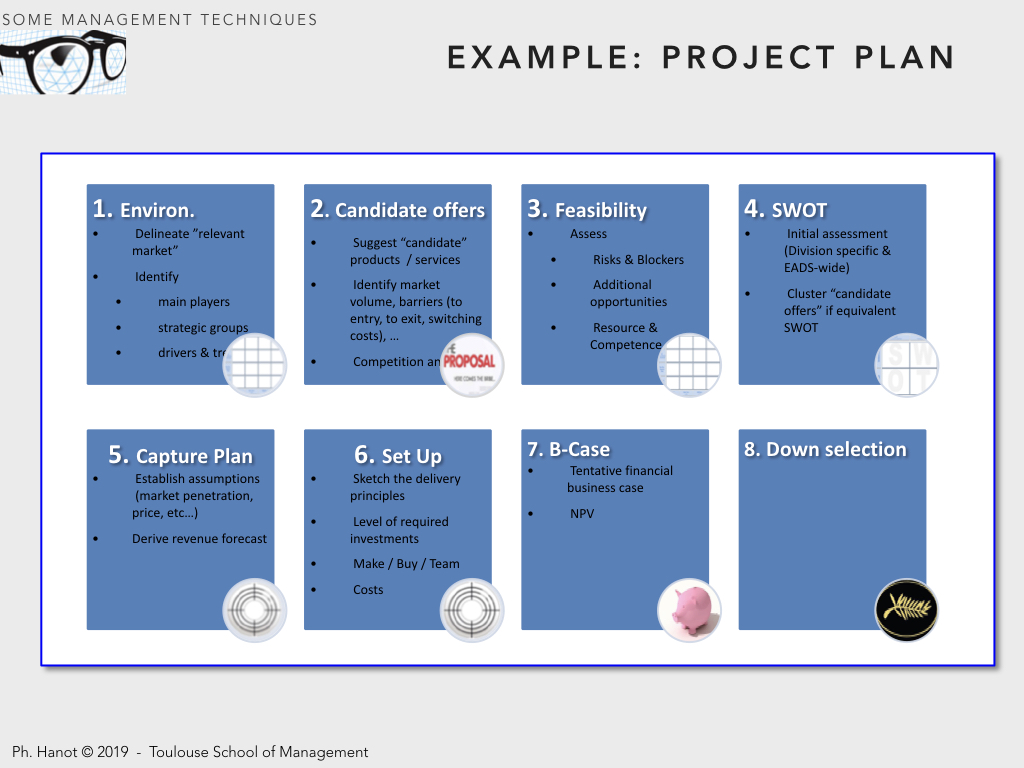 SOME MANAGEMENT TECHNIQUES
EXAMPLE: PROJECT PLAN
1. Environ.
• Delineate ”relevant
market”
• Identify
• main players
• strategic groups
• drivers &
2. Candidate offers
• Suggest “candidate”
products / services
• Identify market
volume, barriers (to
entry, to exit, switching
costs), …
• Competition
PROPOSAL
HERE COMES THE BRIBE...
3. Feasibility
• Assess
• Risks & Blockers
• Additional
opportunities
• Resource &
Competence
4. SWOT
• Initial assessment
(Division specific &
EADS-wide)
• Cluster “candidate
offers” if equivalent
SWOT
S W
O T
5. Capture Plan
• Establish assumptions
(market penetration,
price, etc…)
• Derive revenue forecast
6. Set Up
• Sketch the delivery
principles
• Level of required
investments
• Make / Buy / Team
• Costs
7. B-Case
• Tentative financial
business case
• NPV
8. Down selection
Ph. Hanot © 2019 - Toulouse School of Management